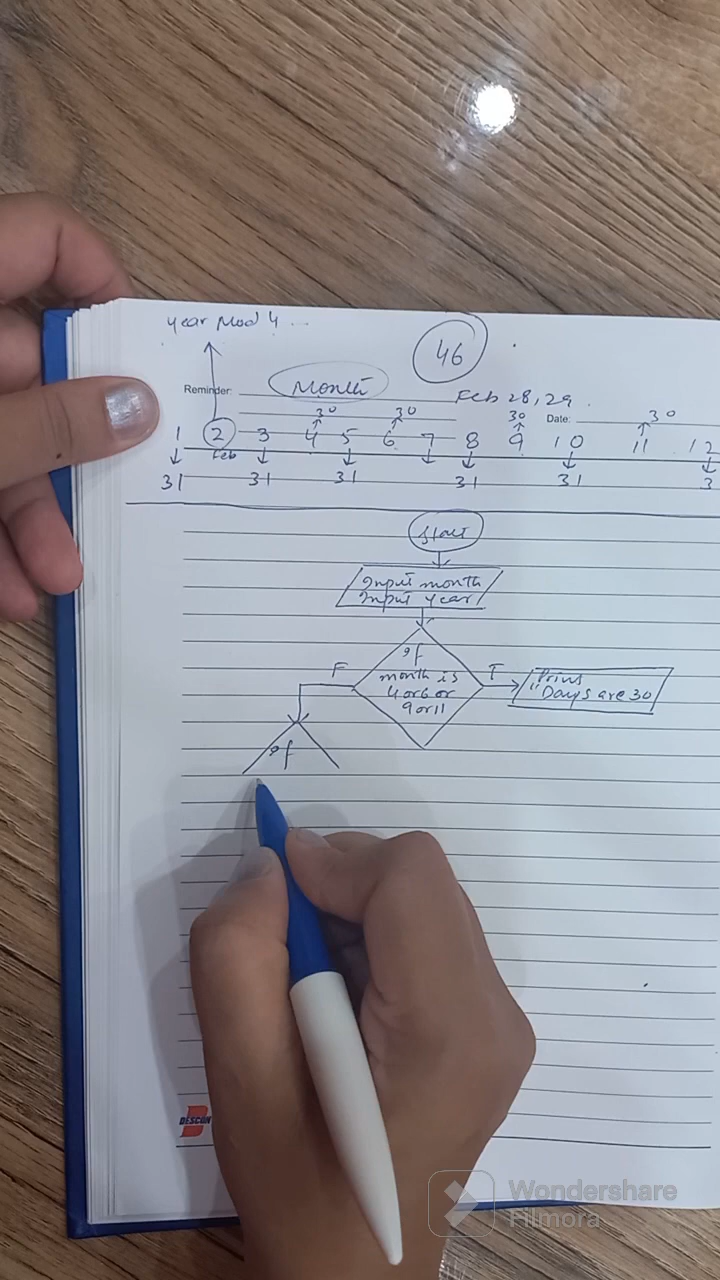 year Mod 4 ...
46
Reminder:
Month
Feb 28, 29
Date:
30 30 30 30
1 2 3 4 5 6 7 8 9 10 11 12
Feb
31 31 31 31 31 3
Start
Input month
Input year
If
month is
4 or 6 or
9 or 11
F
T
Print
"Days are 30
If
DESCON
Wondershare
Filmora